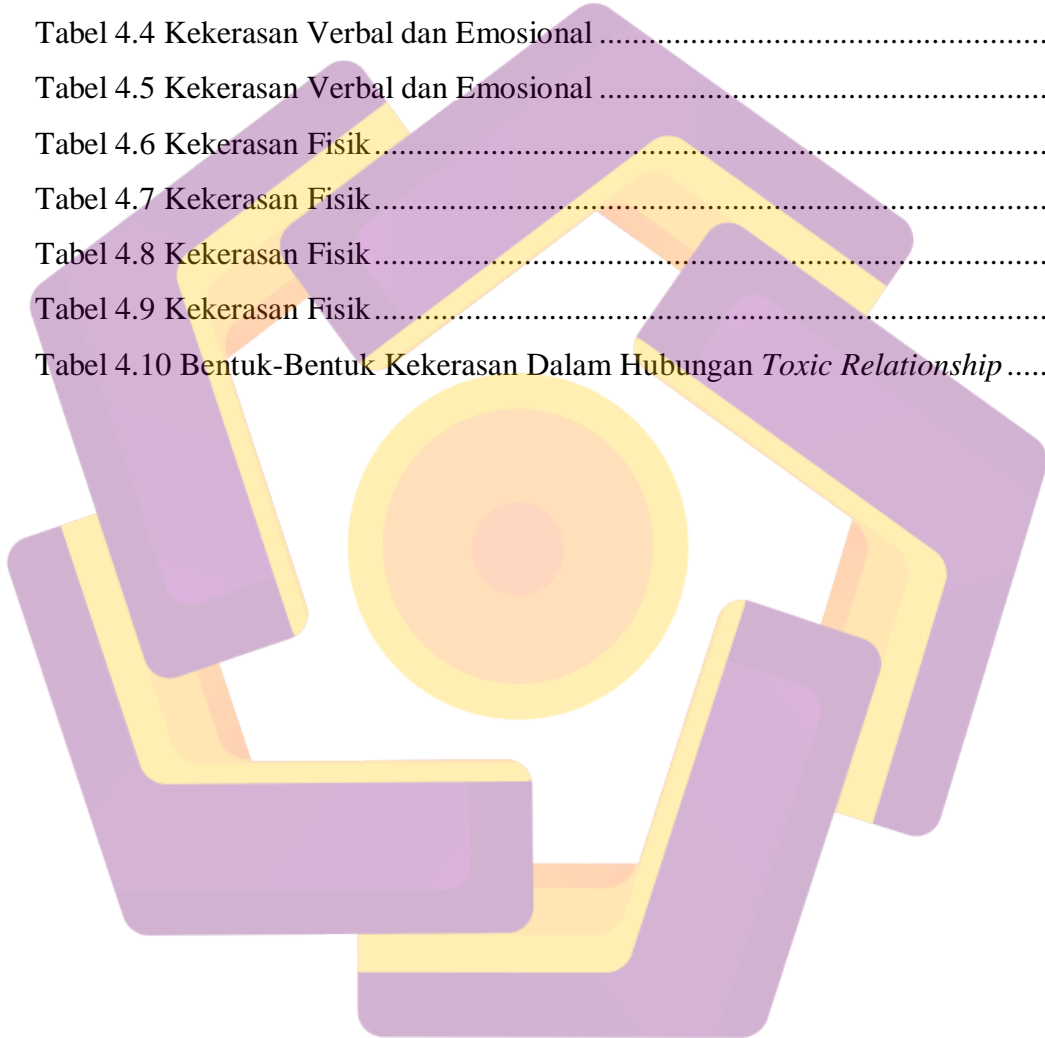 Tabel 4.4 Kekerasan Verbal dan Emosional ......................................................
Tabel 4.5 Kekerasan Verbal dan Emosional ......................................................
Tabel 4.6 Kekerasan Fisik ................................................................................
Tabel 4.7 Kekerasan Fisik ................................................................................
Tabel 4.8 Kekerasan Fisik ................................................................................
Tabel 4.9 Kekerasan Fisik ................................................................................
Tabel 4.10 Bentuk-Bentuk Kekerasan Dalam Hubungan Toxic Relationship .....